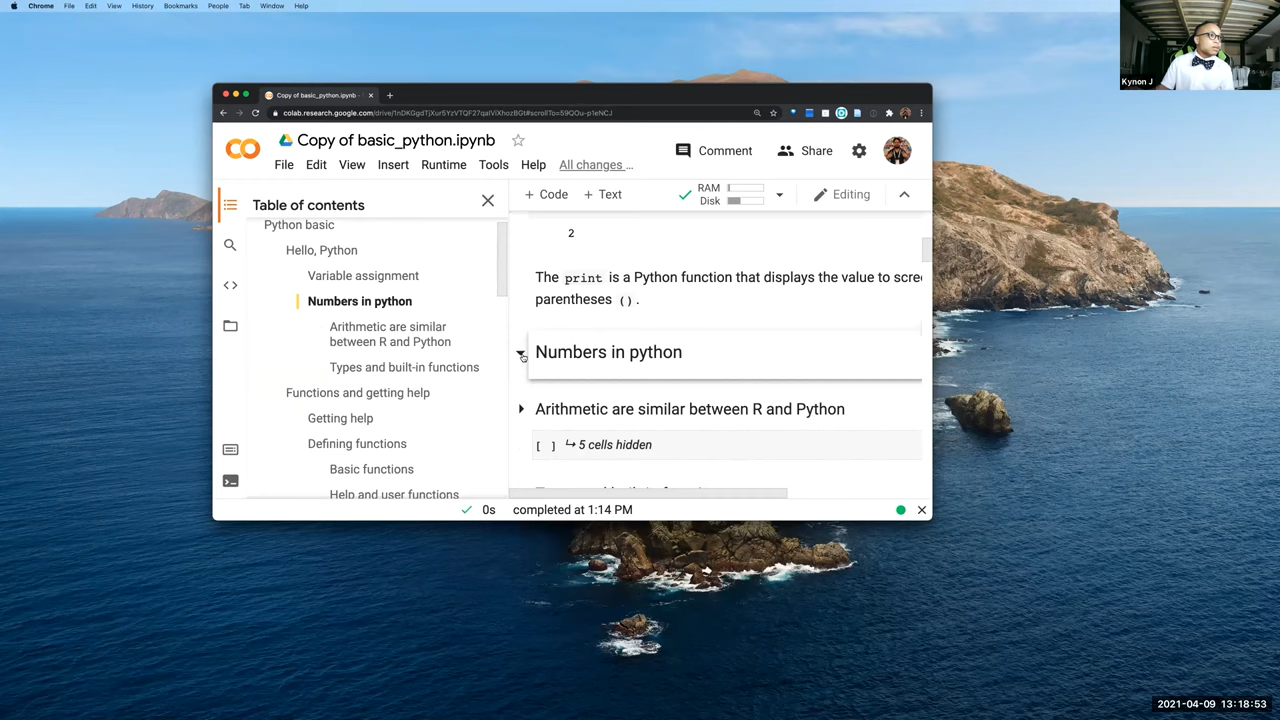 Chrome File Edit View History Bookmarks People Tab Window Help
Kynon J
Copy of basic_python.ipynb
colab.research.google.com/drive/1nDKGgdTjXur5YzVTQF27qalViXhozBGt#scrollTo=59QOu-p1eNCJ
Copy of basic_python.ipynb
Comment Share
File Edit View Insert Runtime Tools Help All changes …
+ Code + Text
RAM
Disk
Editing
Table of contents
Python basic
Hello, Python
Variable assignment
Numbers in python
Arithmetic are similar
between R and Python
Types and built-in functions
Functions and getting help
Getting help
Defining functions
Basic functions
Help and user functions
2
The print is a Python function that displays the value to scre
parentheses ().
Numbers in python
Arithmetic are similar between R and Python
[ ] 5 cells hidden
0s completed at 1:14 PM
2021-04-09 13:18:53